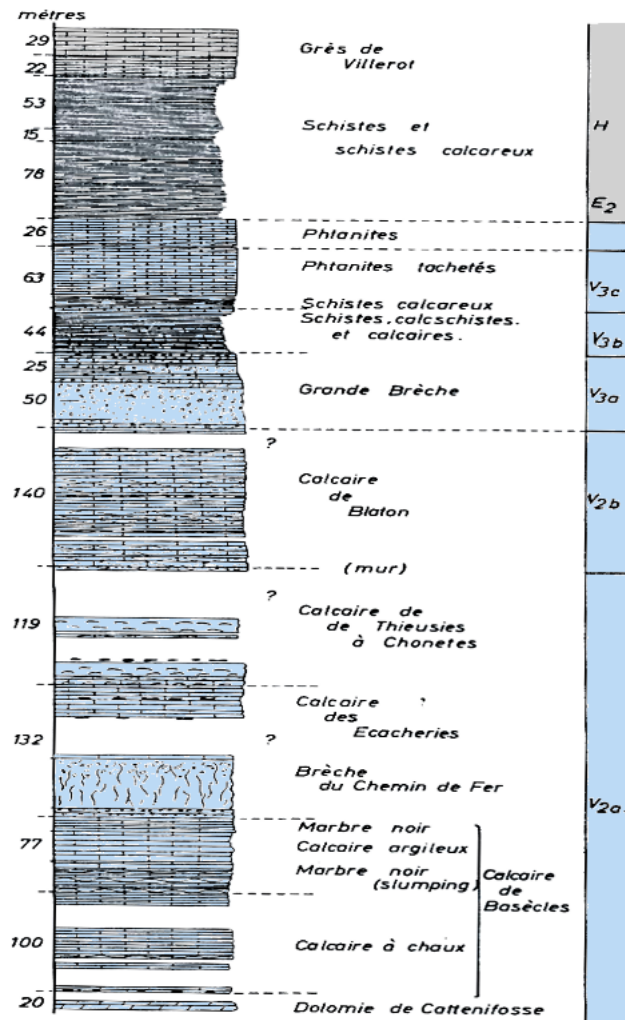 mètres
29
22
53
15
78
26
63
44
25
50
140
119
132
77
100
20
Grès de
Villerot
Schistes et
schistes calcareux
Phtanites
Phtanites tachetés
Schistes calcareux
Schistes, calcschistes.
et calcaires.
Grande Brèche
?
Calcaire
de
Blaton
(mur)
?
Calcaire de
de Thieusies
à Chonetes
Calcaire ?
des
Ecacheries
?
Brèche
du Chemin de Fer
Marbre noir
Calcaire argileux
Marbre noir
(slumping)
Calcaire à chaux
Calcaire
de
Basècles
Dolomie de Cattenifosse
H
E2
V3c
V3b
V3a
V2b
V2a